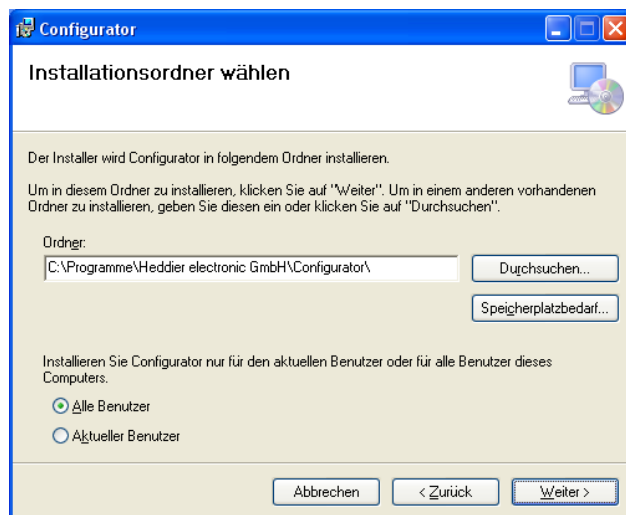 Configurator
Installationsordner wählen
Der Installer wird Configurator in folgendem Ordner installieren.
Um in diesem Ordner zu installieren, klicken Sie auf "Weiter". Um in einem anderen vorhandenen
Ordner zu installieren, geben Sie diesen ein oder klicken Sie auf "Durchsuchen".
Ordner:
C:\Programme\Heddier electronic GmbH\Configurator\
Durchsuchen...
Speicherplatzbedarf...
Installieren Sie Configurator nur für den aktuellen Benutzer oder für alle Benutzer dieses
Computers.
Alle Benutzer
Aktueller Benutzer
Abbrechen < Zurück Weiter >